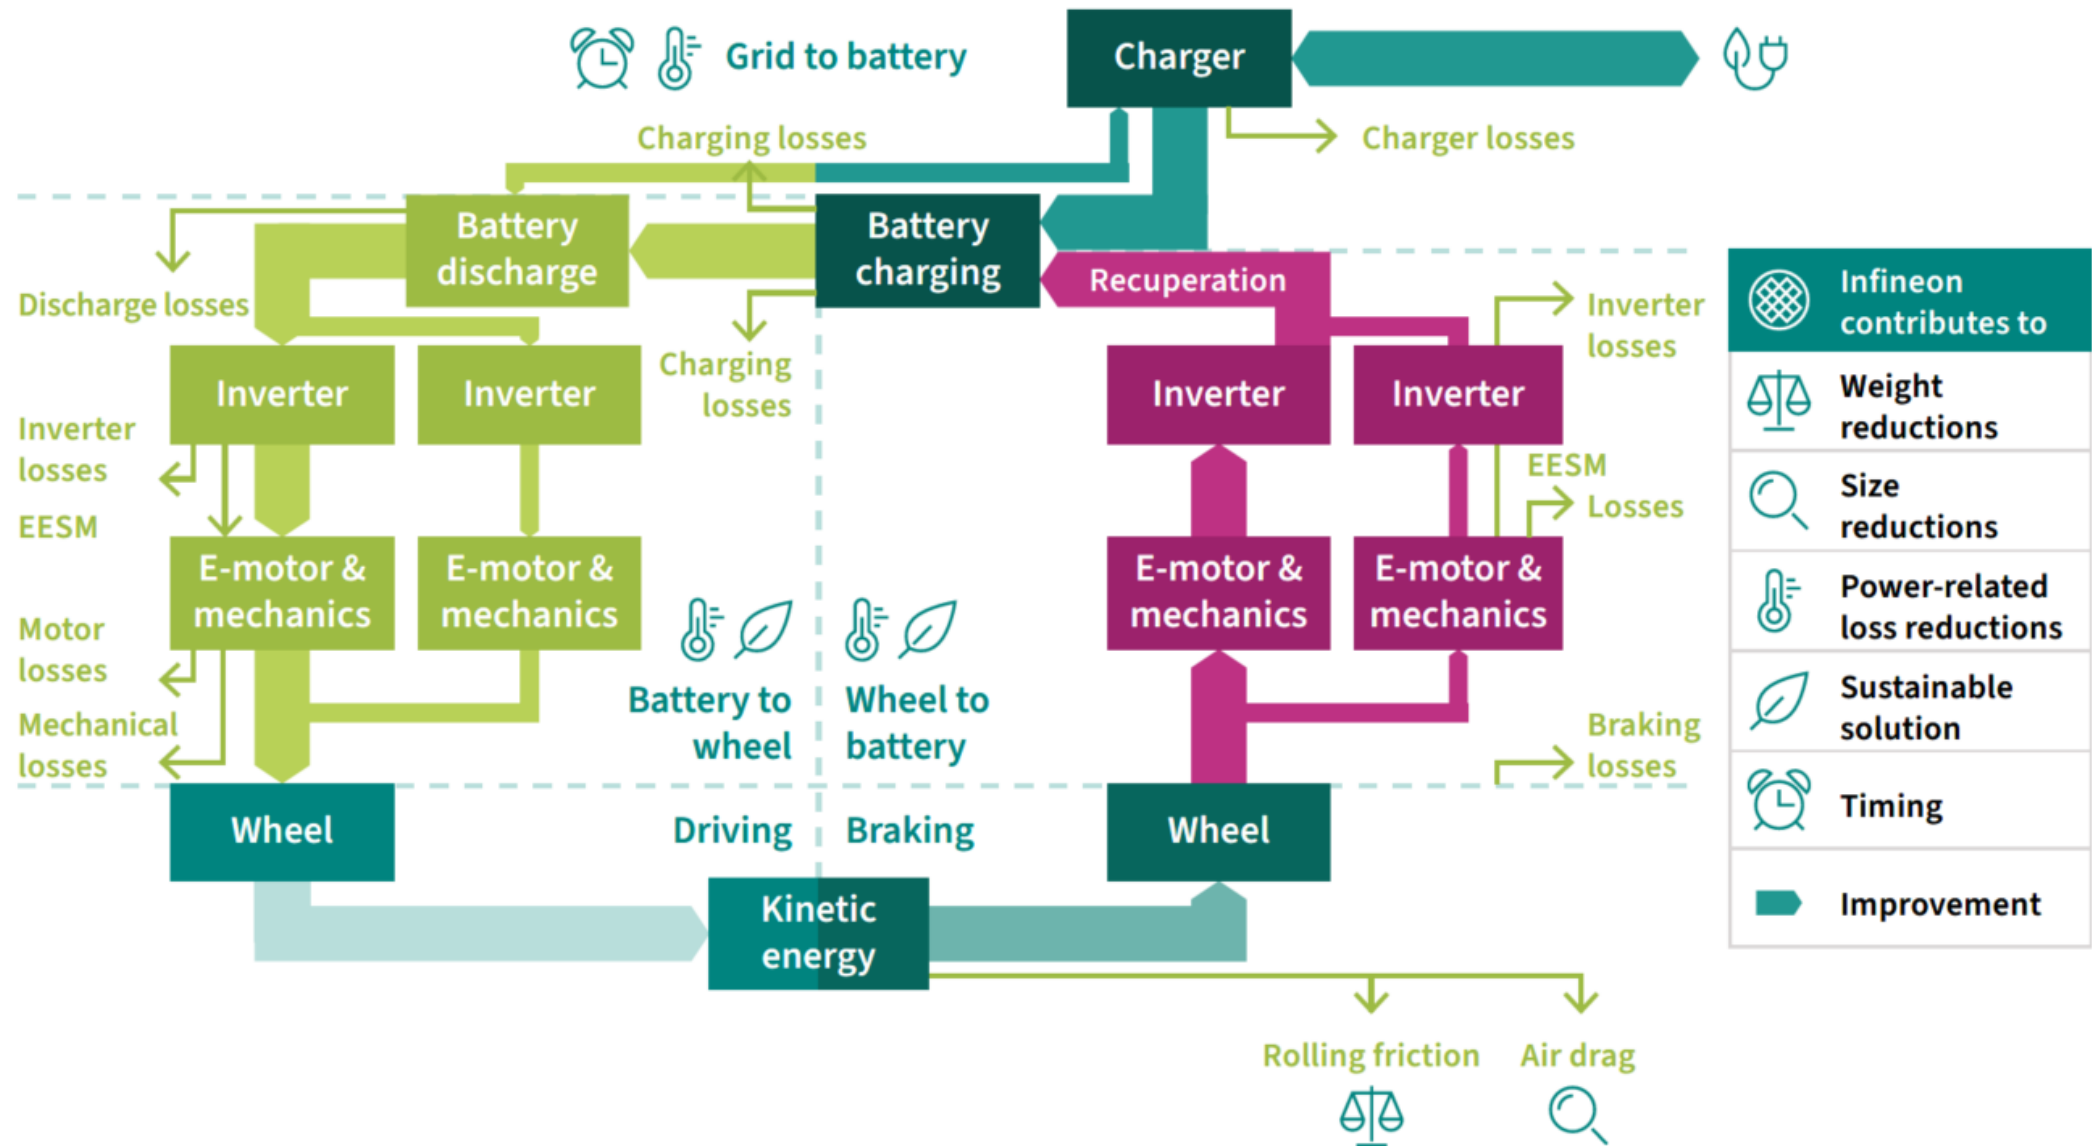 Grid to battery
Charger
Charging losses
Charger losses
Battery
discharge
Battery
charging
Recuperation
Discharge losses
Inverter
losses
Inverter
Inverter
Charging
losses
Inverter
Inverter
Inverter
losses
EESM
EESM
Losses
E-motor &
mechanics
E-motor &
mechanics
E-motor &
mechanics
E-motor &
mechanics
Motor
losses
Mechanical
losses
Battery to
wheel
Wheel to
battery
Braking
losses
Wheel
Driving
Braking
Wheel
Kinetic
energy
Rolling friction
Air drag
Infineon
contributes to
Weight
reductions
Size
reductions
Power-related
loss reductions
Sustainable
solution
Timing
Improvement